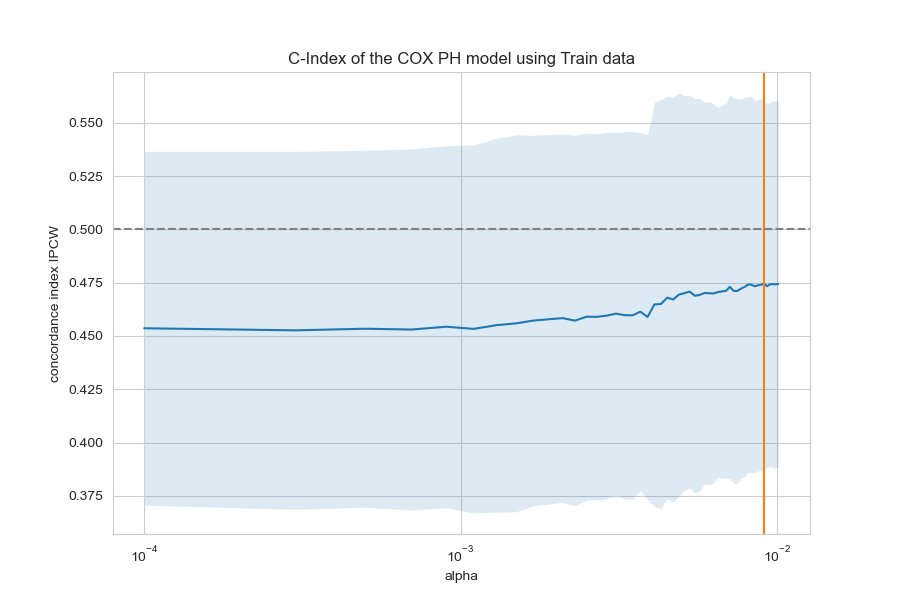 C-Index of the COX PH model using Train data
concordance index IPCW
0.550
0.525
0.500
0.475
0.450
0.425
0.400
0.375
10⁻⁴ 10⁻³ 10⁻²
alpha